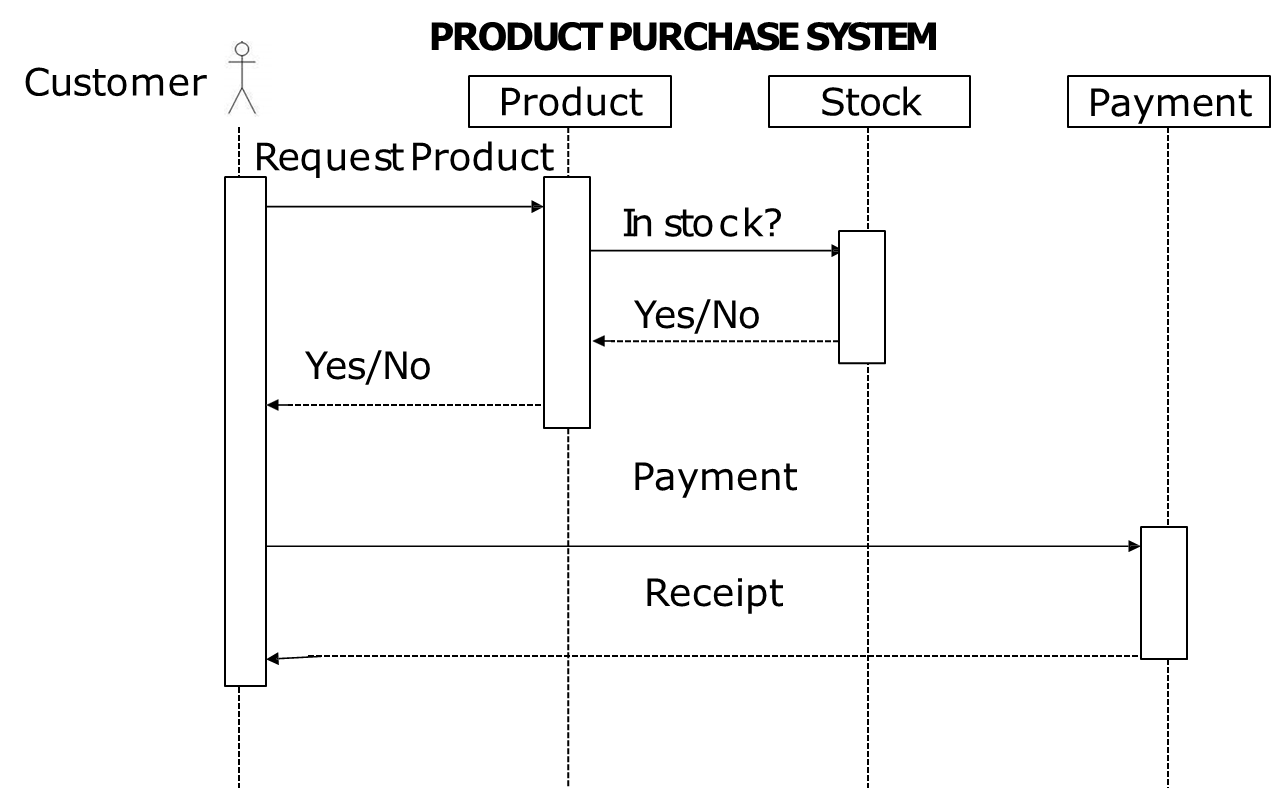 PRODUCT PURCHASE SYSTEM
Customer
Product
Stock
Payment
Request Product
In stock?
Yes/No
Yes/No
Payment
Receipt